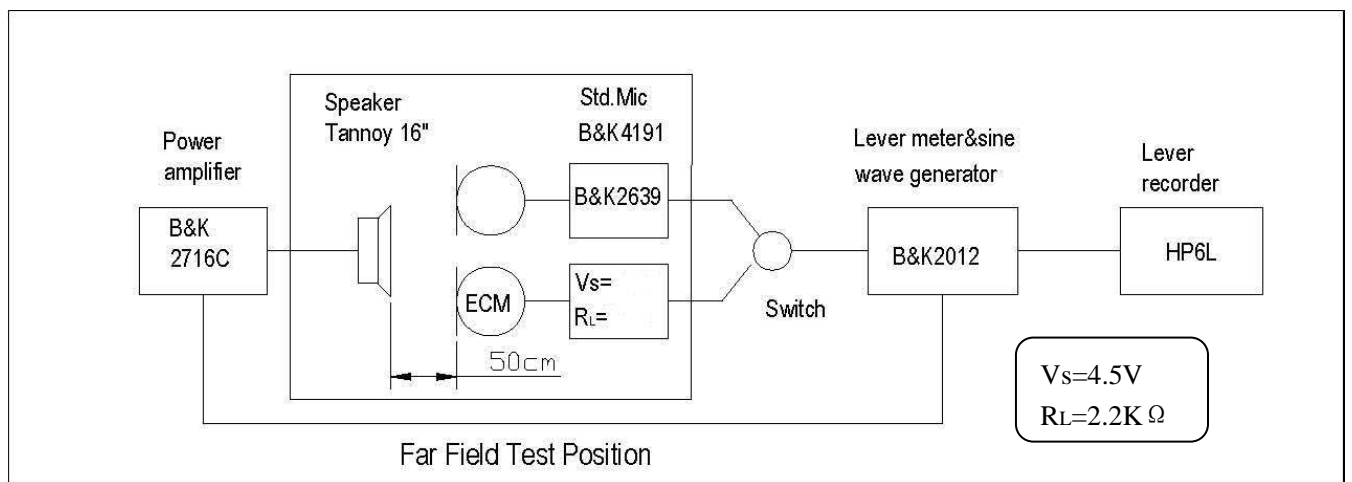 Power
amplifier
B&K
2716C
Speaker
Tannoy 16"
Std.Mic
B&K4191
B&K2639
ECM
Vs=
RL=
50cm
Switch
Lever meter&sine
wave generator
B&K2012
Lever
recorder
HP6L
Vs=4.5V
RL=2.2K Ω
Far Field Test Position